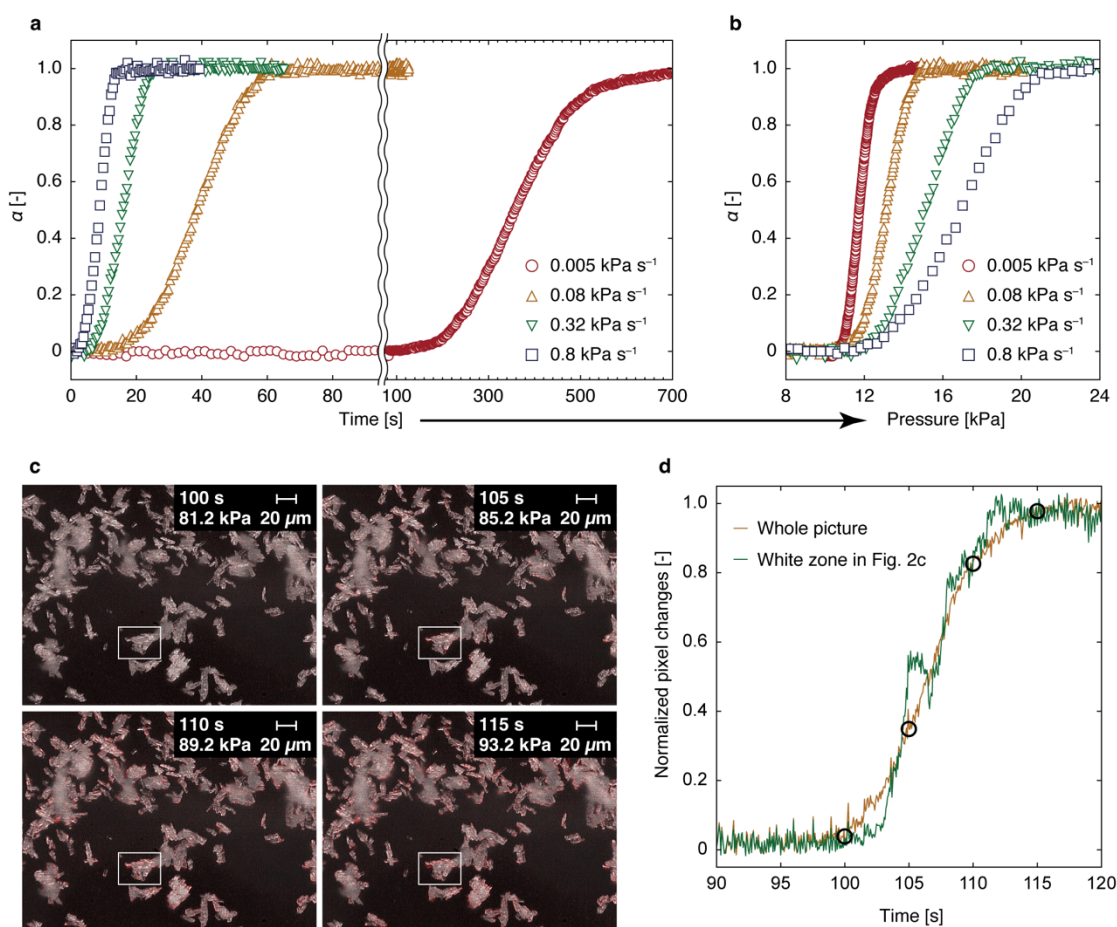 a
α [-]
1.0
0.8
0.6
0.4
0.2
0
0 20 40 60 80 100 300 500 700
Time [s]
0.005 kPa s⁻¹
0.08 kPa s⁻¹
0.32 kPa s⁻¹
0.8 kPa s⁻¹
b
α [-]
1.0
0.8
0.6
0.4
0.2
0
8 12 16 20 24
Pressure [kPa]
0.005 kPa s⁻¹
0.08 kPa s⁻¹
0.32 kPa s⁻¹
0.8 kPa s⁻¹
c
100 s
81.2 kPa 20 µm
105 s
85.2 kPa 20 µm
110 s
89.2 kPa 20 µm
115 s
93.2 kPa 20 µm
d
Normalized pixel changes [-]
1.0
0.8
0.6
0.4
0.2
0
Whole picture
White zone in Fig. 2c
90 95 100 105 110 115 120
Time [s]